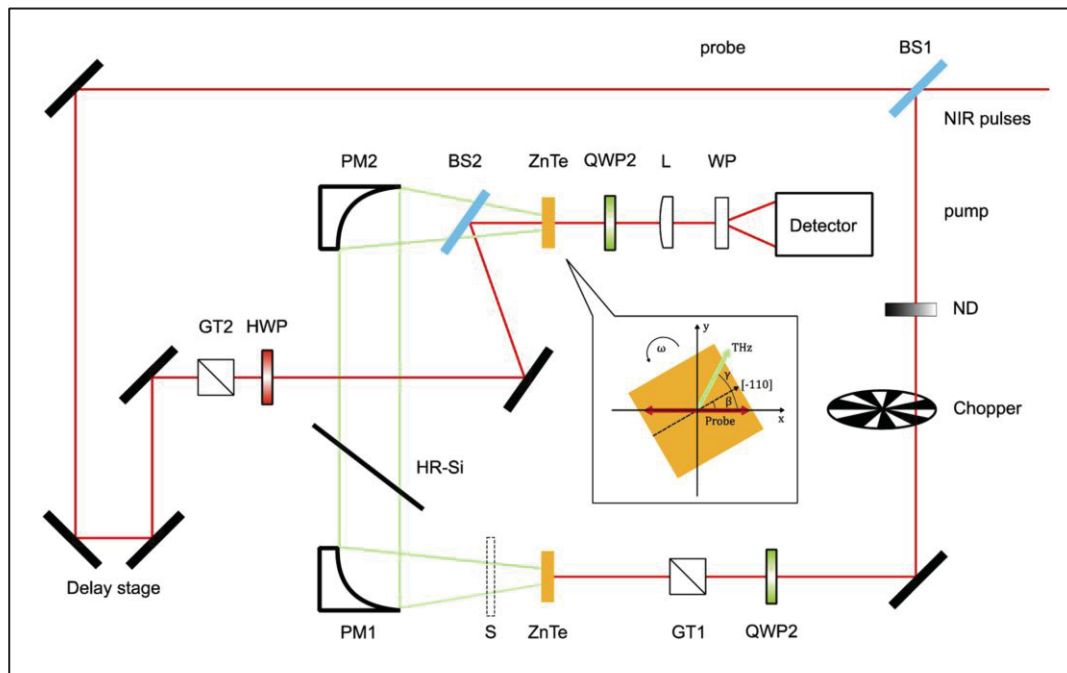 probe
BS1
NIR pulses
PM2
BS2
ZnTe
QWP2
L
WP
Detector
pump
ND
GT2
HWP
y
THz
ω
γ
[-110]
β
Probe
x
Chopper
HR-Si
Delay stage
PM1
S
ZnTe
GT1
QWP2